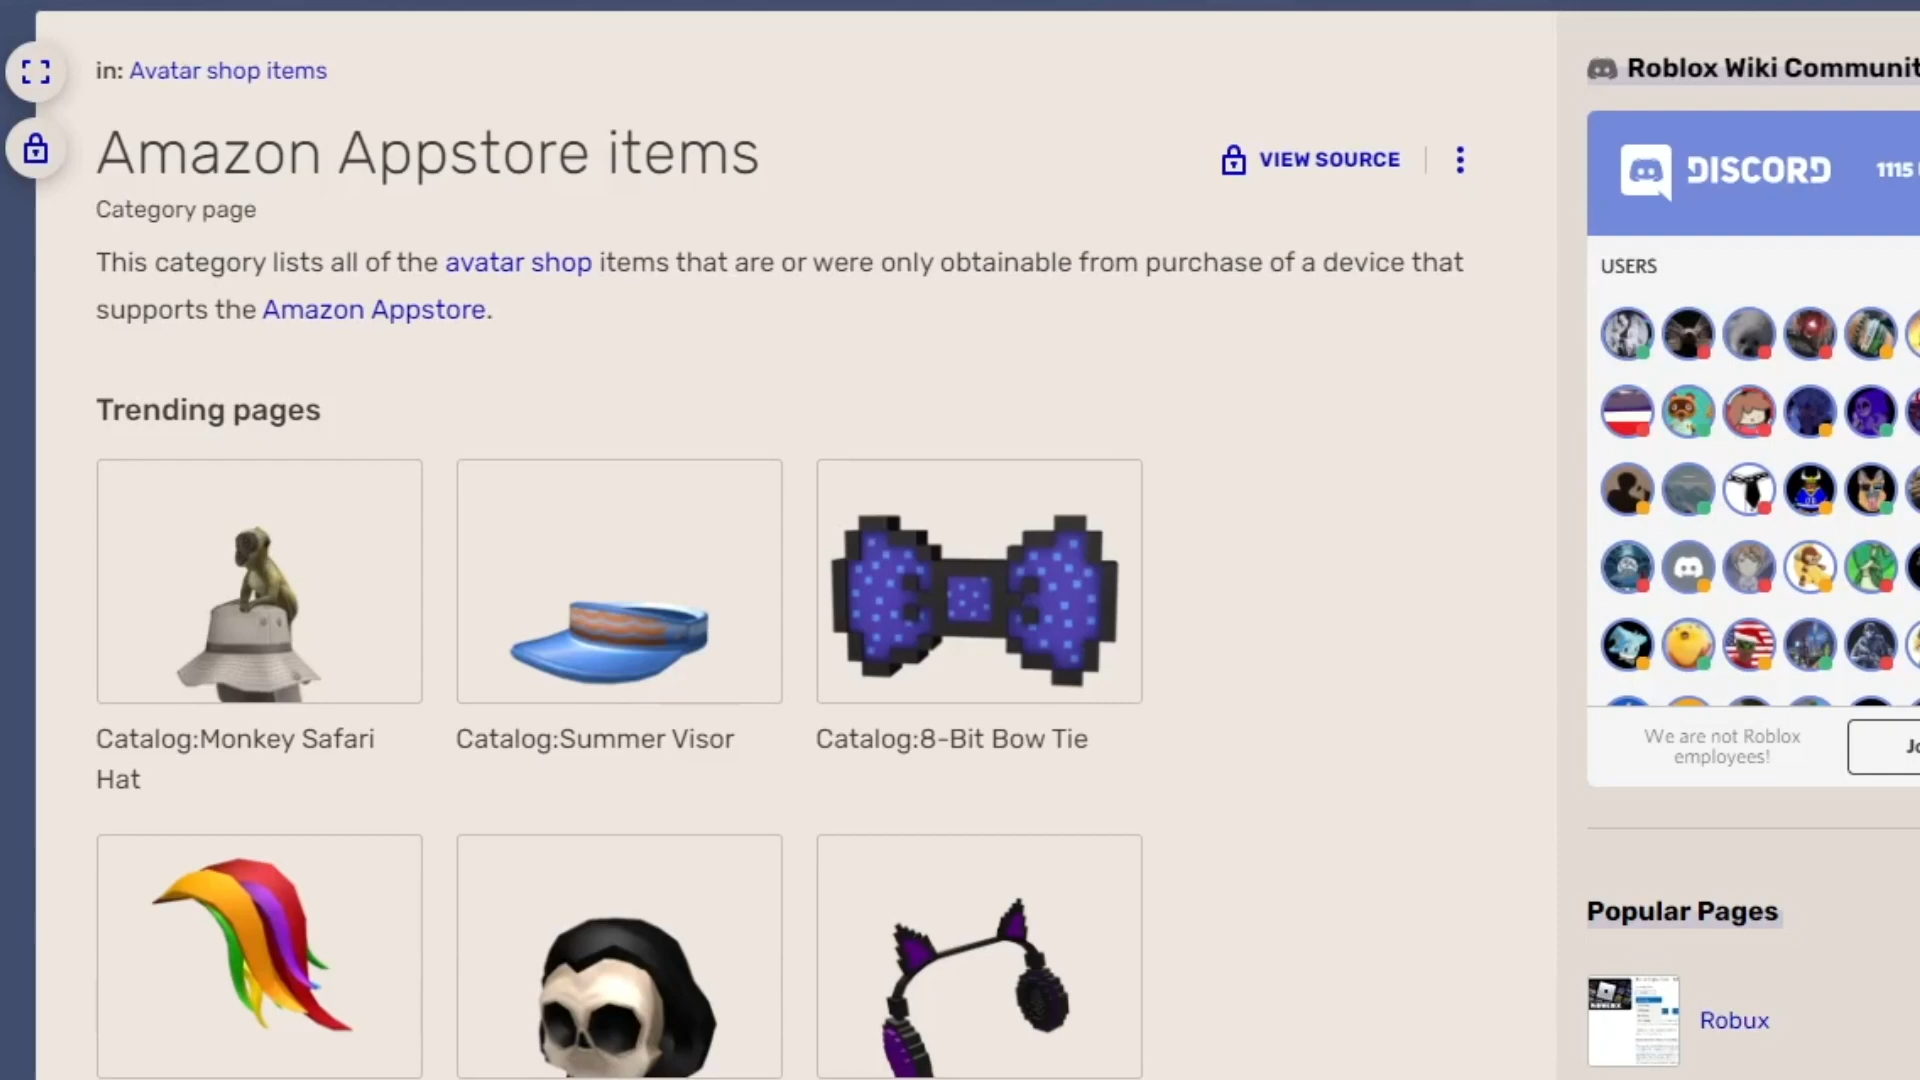 in: Avatar shop items
Amazon Appstore items
VIEW SOURCE
Category page
This category lists all of the avatar shop items that are or were only obtainable from purchase of a device that
supports the Amazon Appstore.
Trending pages
Catalog:Monkey Safari
Hat
Catalog:Summer Visor
Catalog:8-Bit Bow Tie
Roblox Wiki Communit
DISCORD
1115
USERS
We are not Roblox
employees!
Jo
Popular Pages
Robux